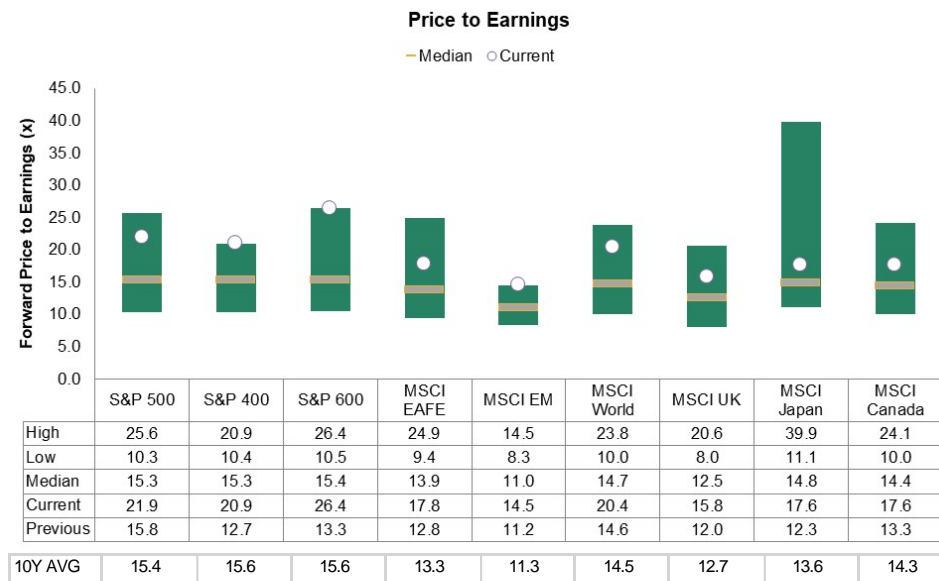 Price to Earnings
Median Current
Forward Price to Earnings (x)
45.0
40.0
35.0
30.0
25.0
20.0
15.0
10.0
5.0
0.0
S&P 500 S&P 400 S&P 600 MSCI EAFE MSCI EM MSCI World MSCI UK MSCI Japan MSCI Canada
High 25.6 20.9 26.4 24.9 14.5 23.8 20.6 39.9 24.1
Low 10.3 10.4 10.5 9.4 8.3 10.0 8.0 11.1 10.0
Median 15.3 15.3 15.4 13.9 11.0 14.7 12.5 14.8 14.4
Current 21.9 20.9 26.4 17.8 14.5 20.4 15.8 17.6 17.6
Previous 15.8 12.7 13.3 12.8 11.2 14.6 12.0 12.3 13.3
10Y AVG 15.4 15.6 15.6 13.3 11.3 14.5 12.7 13.6 14.3